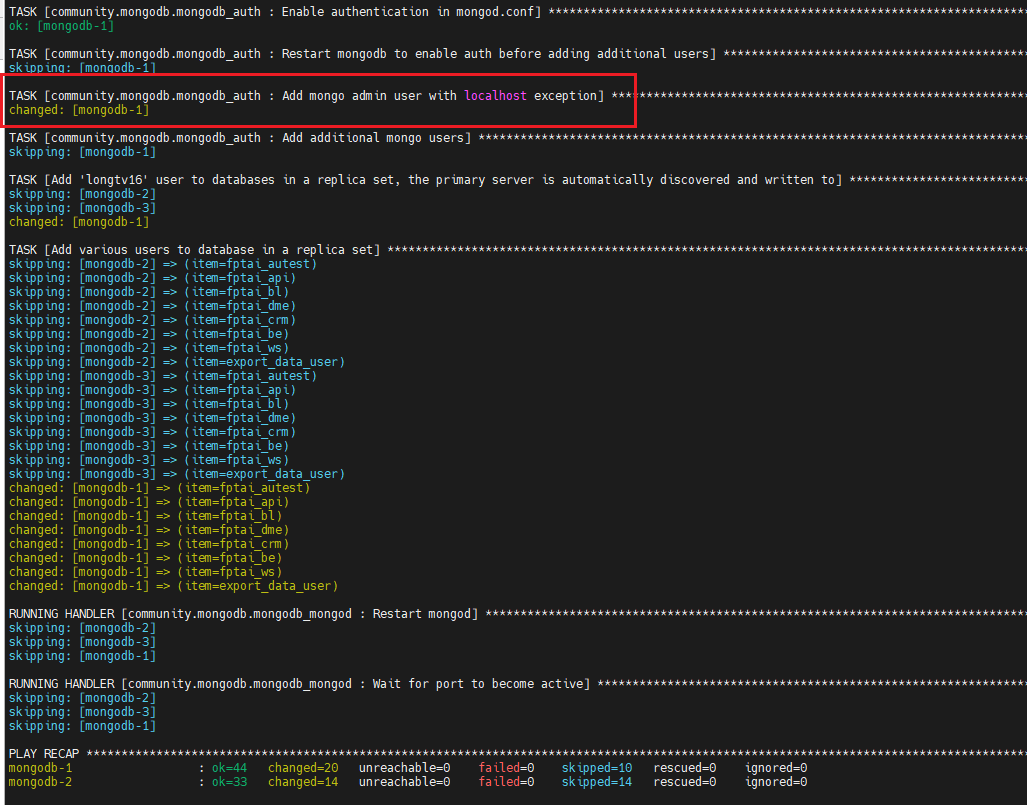 TASK [community.mongodb.mongodb_auth : Enable authentication in mongod.conf] ********************************************************************
ok: [mongodb-1]
TASK [community.mongodb.mongodb_auth : Restart mongodb to enable auth before adding additional users] *******************************************
skipping: [mongodb-1]
TASK [community.mongodb.mongodb_auth : Add mongo admin user with localhost exception] ***********************************************************
changed: [mongodb-1]
TASK [community.mongodb.mongodb_auth : Add additional mongo users] ******************************************************************************
skipping: [mongodb-1]
TASK [Add 'longtv16' user to databases in a replica set, the primary server is automatically discovered and written to] *************************
skipping: [mongodb-2]
skipping: [mongodb-3]
changed: [mongodb-1]
TASK [Add various users to database in a replica set] *******************************************************************************************
skipping: [mongodb-2] => (item=fptai_autest)
skipping: [mongodb-2] => (item=fptai_api)
skipping: [mongodb-2] => (item=fptai_bl)
skipping: [mongodb-2] => (item=fptai_dme)
skipping: [mongodb-2] => (item=fptai_crm)
skipping: [mongodb-2] => (item=fptai_be)
skipping: [mongodb-2] => (item=fptai_ws)
skipping: [mongodb-2] => (item=export_data_user)
skipping: [mongodb-3] => (item=fptai_autest)
skipping: [mongodb-3] => (item=fptai_api)
skipping: [mongodb-3] => (item=fptai_bl)
skipping: [mongodb-3] => (item=fptai_dme)
skipping: [mongodb-3] => (item=fptai_crm)
skipping: [mongodb-3] => (item=fptai_be)
skipping: [mongodb-3] => (item=fptai_ws)
skipping: [mongodb-3] => (item=export_data_user)
changed: [mongodb-1] => (item=fptai_autest)
changed: [mongodb-1] => (item=fptai_api)
changed: [mongodb-1] => (item=fptai_bl)
changed: [mongodb-1] => (item=fptai_dme)
changed: [mongodb-1] => (item=fptai_crm)
changed: [mongodb-1] => (item=fptai_be)
changed: [mongodb-1] => (item=fptai_ws)
changed: [mongodb-1] => (item=export_data_user)
RUNNING HANDLER [community.mongodb.mongodb_mongod : Restart mongod] *****************************************************************************
skipping: [mongodb-2]
skipping: [mongodb-3]
skipping: [mongodb-1]
RUNNING HANDLER [community.mongodb.mongodb_mongod : Wait for port to become active] *************************************************************
skipping: [mongodb-2]
skipping: [mongodb-3]
skipping: [mongodb-1]
PLAY RECAP **************************************************************************************************************************************
mongodb-1 : ok=44 changed=20 unreachable=0 failed=0 skipped=10 rescued=0 ignored=0
mongodb-2 : ok=33 changed=14 unreachable=0 failed=0 skipped=14 rescued=0 ignored=0